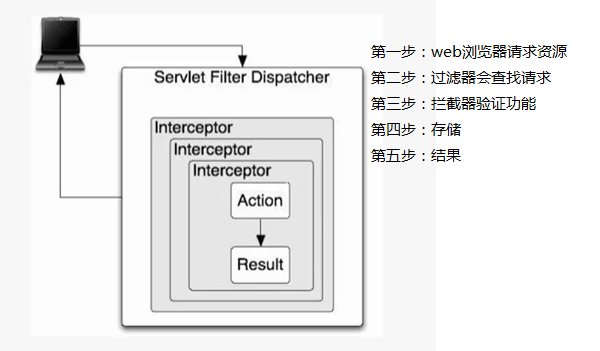 Servlet Filter Dispatcher
Interceptor
Interceptor
Interceptor
Action
Result
第一步：web浏览器请求资源
第二步：过滤器会查找请求
第三步：拦截器验证功能
第四步：存储
第五步：结果